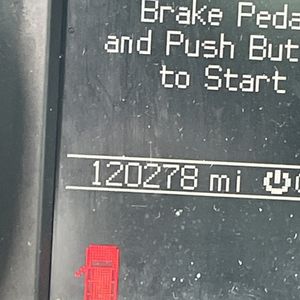 Brake Peda
and Push But
to Start
120278 mi